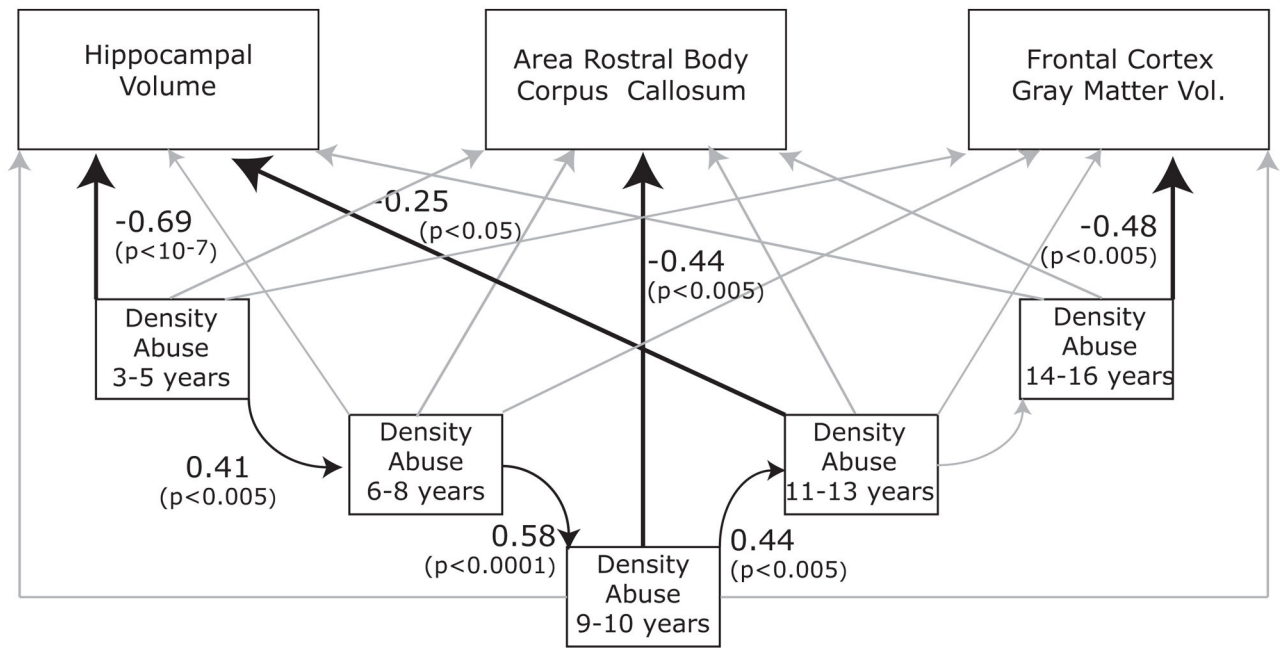 Hippocampal
Volume
Area Rostral Body
Corpus Callosum
Frontal Cortex
Gray Matter Vol.
-0.69
(p<10-7)
-0.25
(p<0.05)
-0.44
(p<0.005)
-0.48
(p<0.005)
Density
Abuse
3-5 years
Density
Abuse
14-16 years
0.41
(p<0.005)
Density
Abuse
6-8 years
Density
Abuse
11-13 years
0.58
(p<0.0001)
0.44
(p<0.005)
Density
Abuse
9-10 years